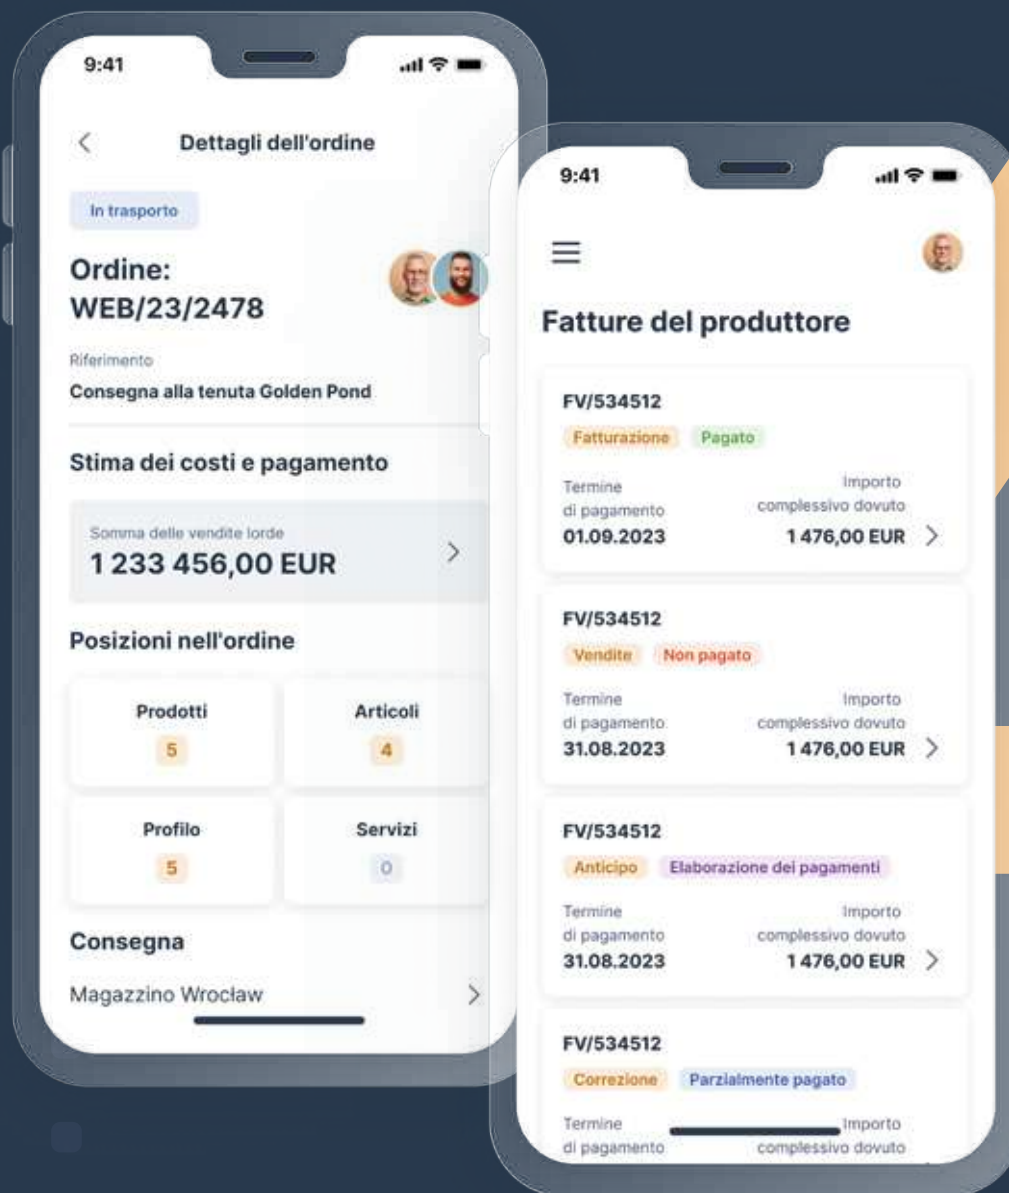 9:41
Dettagli dell'ordine
In trasporto
Ordine:
WEB/23/2478
Riferimento
Consegna alla tenuta Golden Pond
Stima dei costi e pagamento
Somma delle vendite lorde
1 233 456,00 EUR
Posizioni nell'ordine
Prodotti
5
Articoli
4
Profilo
5
Servizi
0
Consegna
Magazzino Wrocław
9:41
Fatture del produttore
FV/534512
Fatturazione Pagato
Termine
di pagamento
01.09.2023
Importo
complessivo dovuto
1 476,00 EUR
FV/534512
Vendite Non pagato
Termine
di pagamento
31.08.2023
Importo
complessivo dovuto
1 476,00 EUR
FV/534512
Anticipo Elaborazione dei pagamenti
Termine
di pagamento
31.08.2023
Importo
complessivo dovuto
1 476,00 EUR
FV/534512
Correzione Parzialmente pagato
Termine
di pagamento
Importo
complessivo dovuto